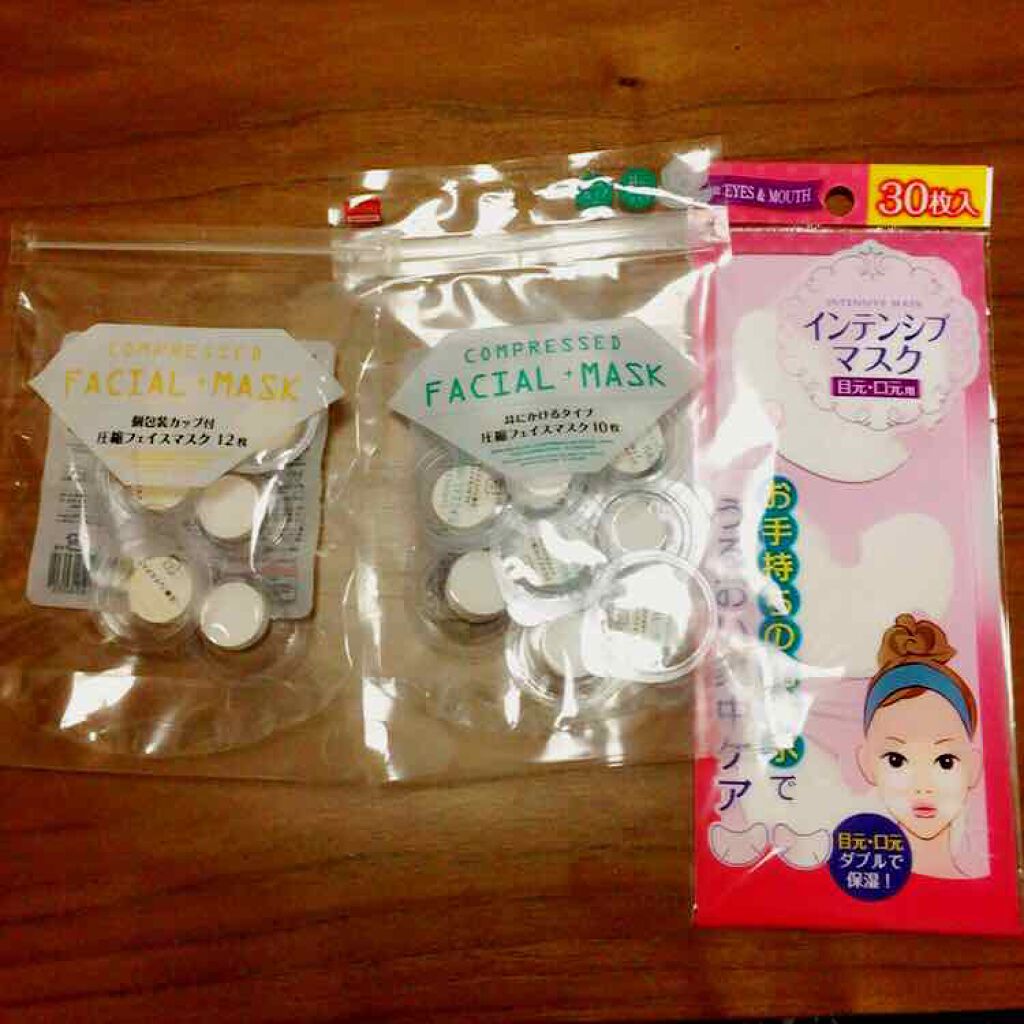 COMPRESSED
FACIAL + MASK
個包装カップ付
圧縮フェイスマスク 12枚
COMPRESSED
FACIAL + MASK
耳にかけるタイプ
圧縮フェイスマスク 10枚
EYES & MOUTH
30枚入
INTENSIVE MASK
インテンシブ
マスク
目元・口元用
お手持ちの
で
ケア
目元・口元
ダブルで
保湿！